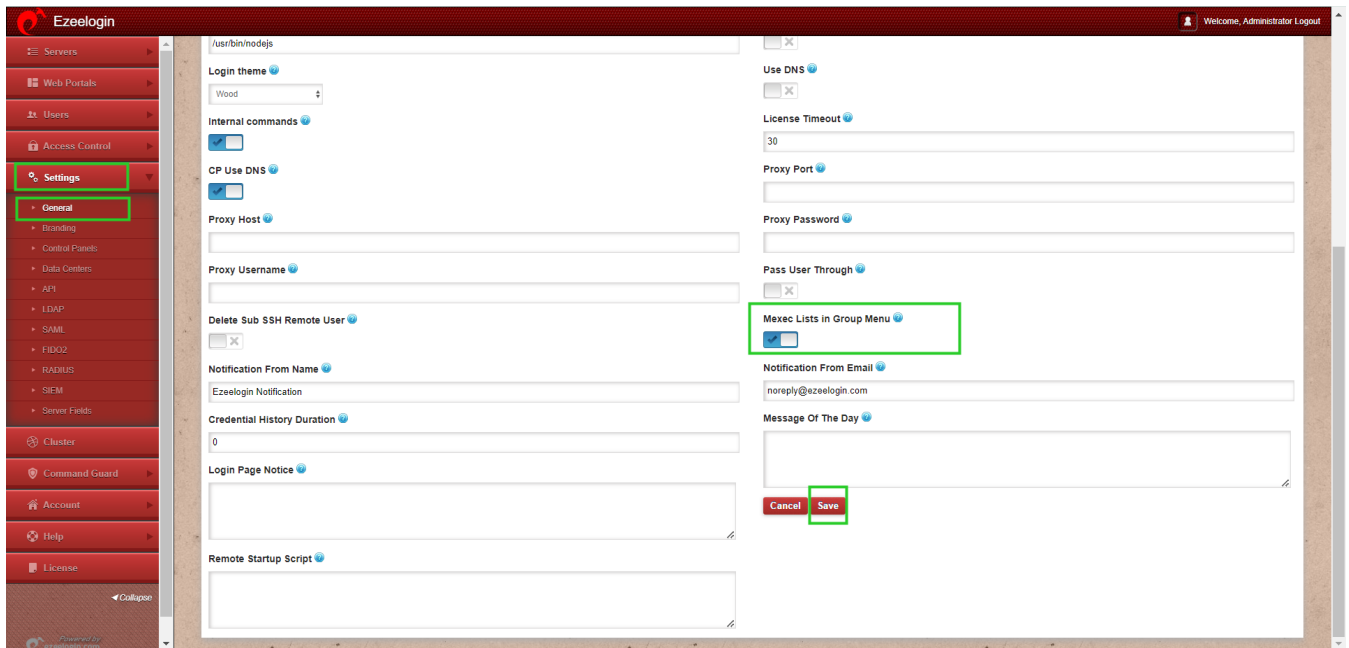 Ezeelogin
Welcome, Administrator Logout
Servers
Web Portals
Users
Access Control
Settings
General
Branding
Control Panels
Data Centers
API
LDAP
SAML
FIDO2
RADIUS
SIEM
Server Fields
Cluster
Command Guard
Account
Help
License
Collapse
Powered by
ezeelogin.com
/usr/bin/nodejs
Login theme
Wood
Internal commands
CP Use DNS
Proxy Host
Proxy Username
Delete Sub SSH Remote User
Notification From Name
Ezeelogin Notification
Credential History Duration
0
Login Page Notice
Remote Startup Script
Use DNS
License Timeout
30
Proxy Port
Proxy Password
Pass User Through
Mexec Lists in Group Menu
Notification From Email
noreply@ezeelogin.com
Message Of The Day
Cancel Save